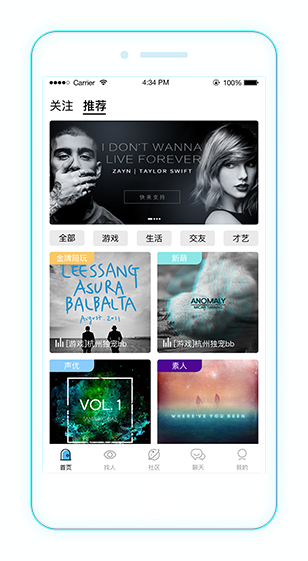 Carrier 4:34 PM 100%
关注 推荐
I DON'T WANNA
LIVE FOREVER
ZAYN | TAYLOR SWIFT
快来支持
全部 游戏 生活 交友 才艺
金牌陪玩 新萌
LEESSANG
ASURA
BALBALTA
August. 2011
ANOMALY
[游戏]杭州独宠bb [游戏]杭州独宠bb
声优 素人
VOL. 1
WHERE'VE YOU BEEN
首页 找人 社区 聊天 我的